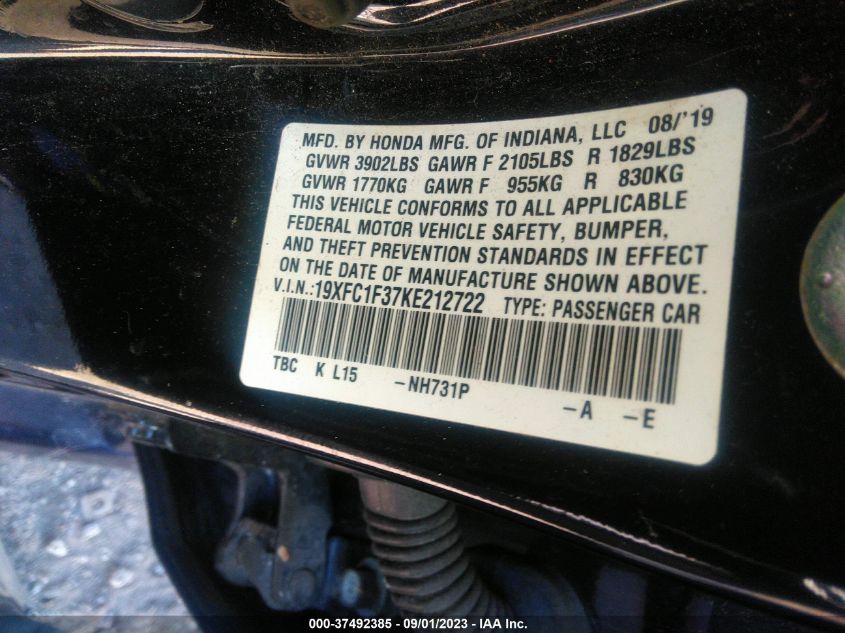 MFD. BY HONDA MFG. OF INDIANA, LLC 08/'19
GVWR 3902LBS GAWR F 2105LBS R 1829LBS
GVWR 1770KG GAWR F 955KG R 830KG
THIS VEHICLE CONFORMS TO ALL APPLICABLE
FEDERAL MOTOR VEHICLE SAFETY, BUMPER,
AND THEFT PREVENTION STANDARDS IN EFFECT
ON THE DATE OF MANUFACTURE SHOWN ABOVE.
V.I.N.:19XFC1F37KE212722 TYPE: PASSENGER CAR
TBC K L15 -NH731P -A -E
000-37492385 - 09/01/2023 - IAA Inc.